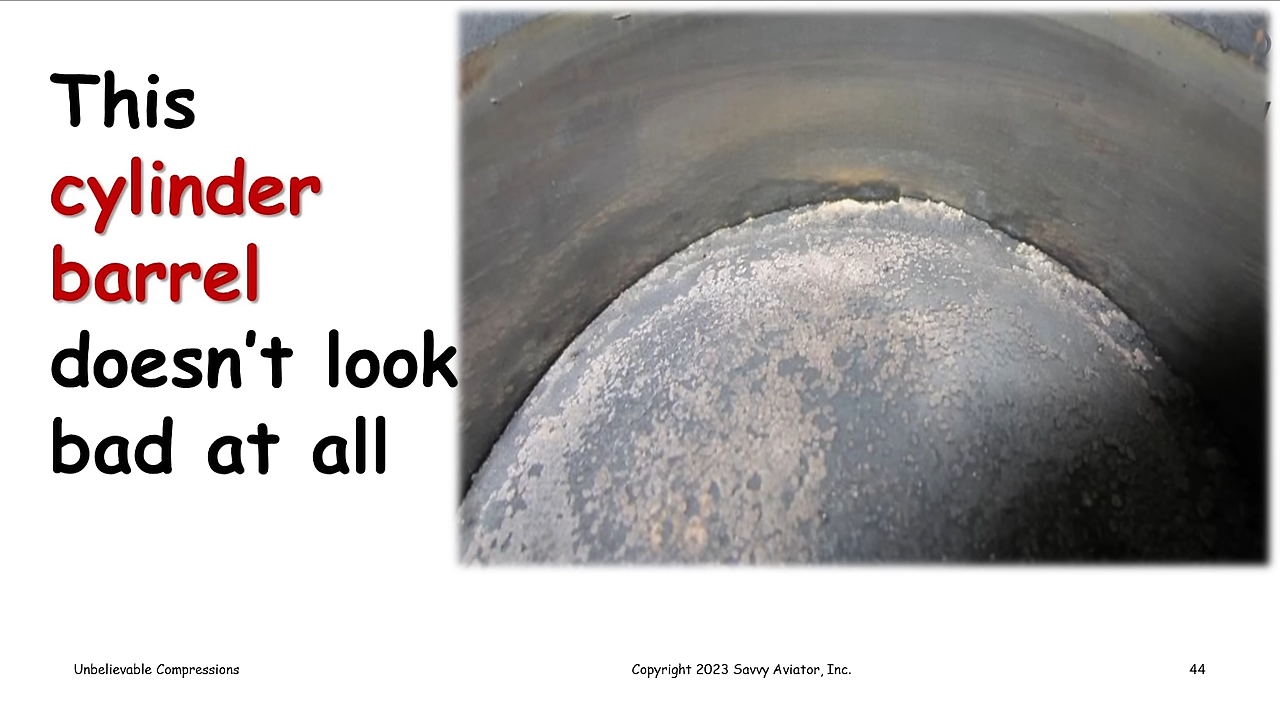 This
cylinder
barrel
doesn't look
bad at all
Unbelievable Compressions
Copyright 2023 Savvy Aviator, Inc.
44